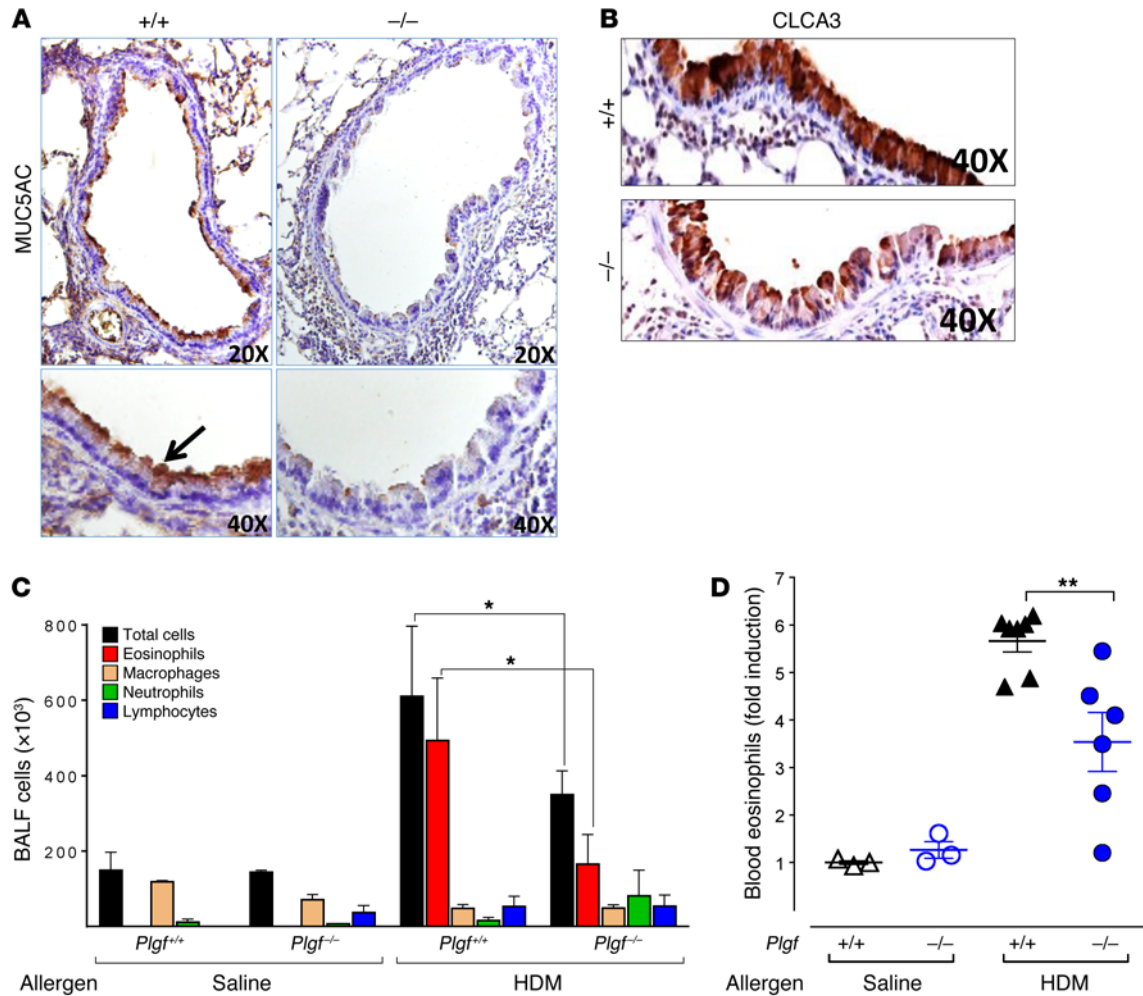 A
+/+
–/–
MUC5AC
20X
20X
40X
40X
B
CLCA3
+/+
40X
–/–
40X
C
BALF cells (×10³)
800
600
400
200
Total cells
Eosinophils
Macrophages
Neutrophils
Lymphocytes
*
*
Plgf+/+
Plgf–/–
Plgf+/+
Plgf–/–
Allergen
Saline
HDM
D
Blood eosinophils (fold induction)
7
6
5
4
3
2
1
**
Plgf
+/+
–/–
+/+
–/–
Allergen
Saline
HDM